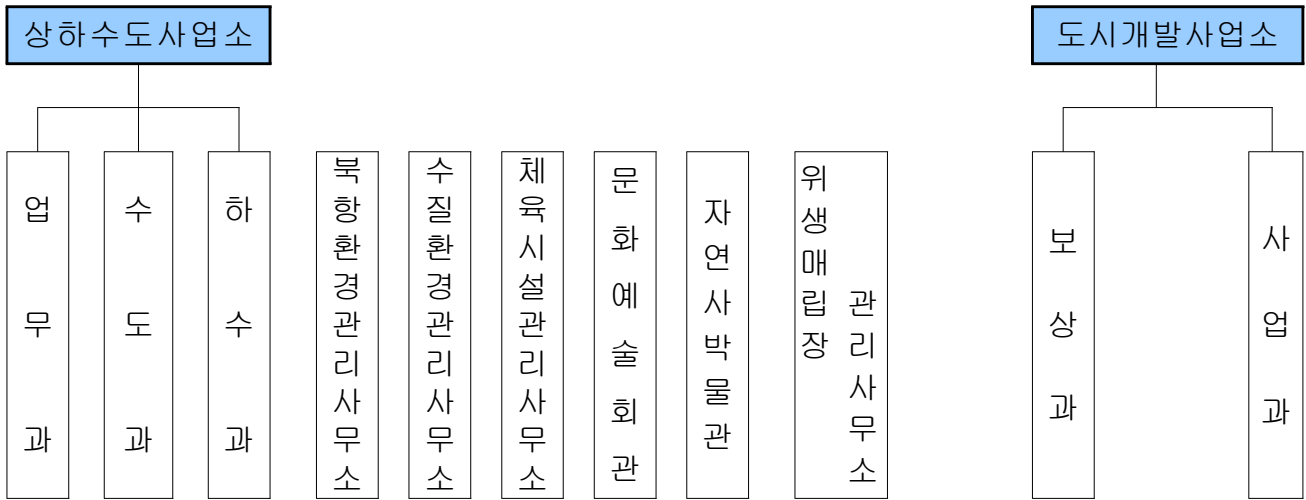 상하수도사업소
도시개발사업소
업무과
수도과
하수과
북항환경관리사무소
수질환경관리사무소
체육시설관리사무소
문화예술회관
자연사박물관
위생매립장
관리사무소
보상과
사업과